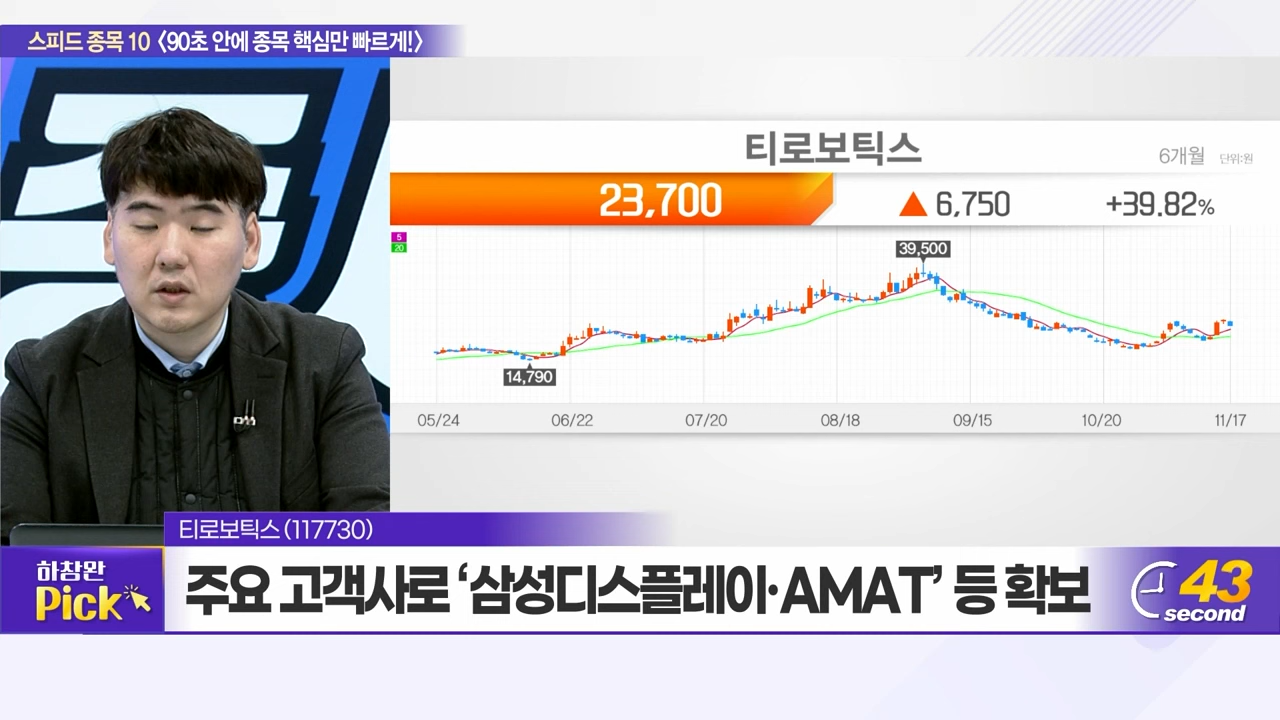 스피드 종목 10 〈90초 안에 종목 핵심만 빠르게!〉
티로보틱스
6개월 단위:원
23,700 ▲ 6,750 +39.82%
5
20
39,500
14,790
05/24 06/22 07/20 08/18 09/15 10/20 11/17
티로보틱스 (117730)
하창완
Pick
주요 고객사로 ‘삼성디스플레이·AMAT’ 등 확보
43
second